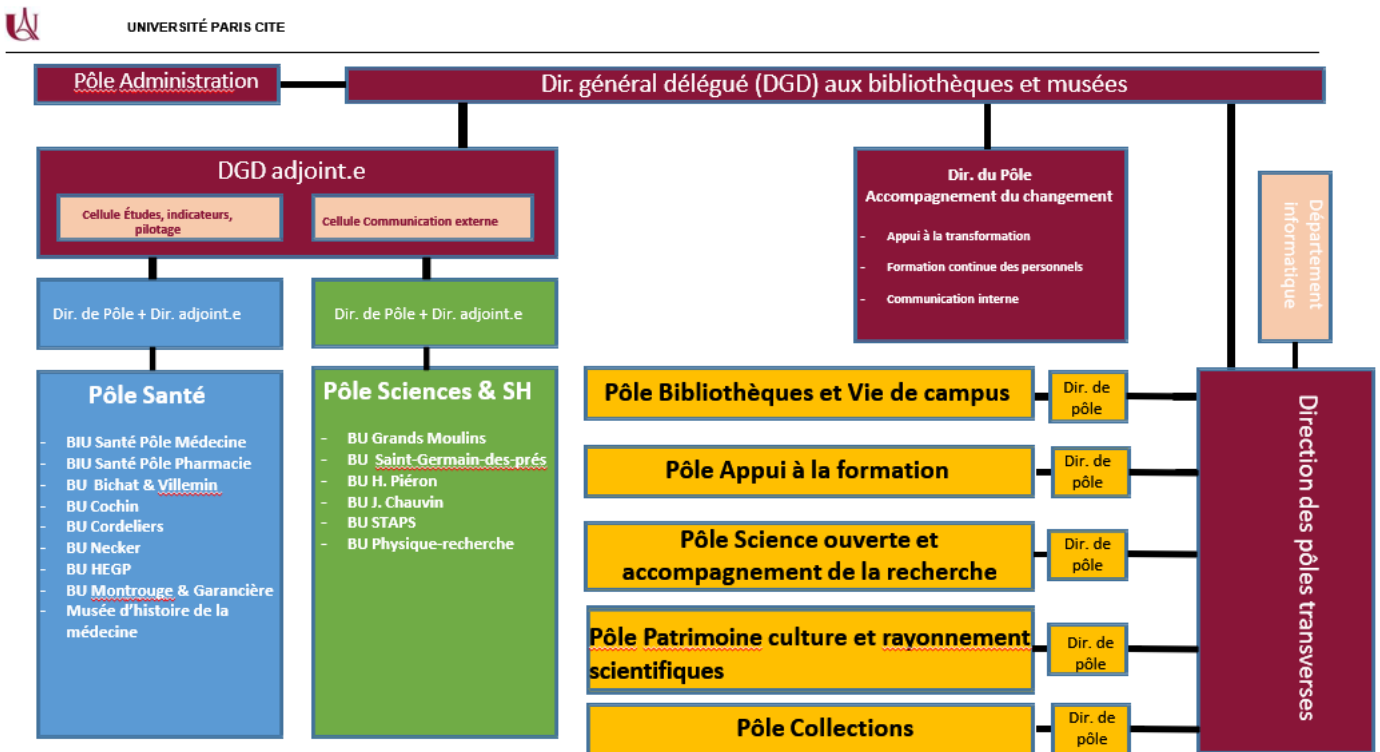 UNIVERSITÉ PARIS CITE
Pôle Administration
Dir. général délégué (DGD) aux bibliothèques et musées
DGD adjoint.e
Cellule Études, indicateurs,
pilotage
Cellule Communication externe
Dir. du Pôle
Accompagnement du changement
- Appui à la transformation
- Formation continue des personnels
- Communication interne
Département
informatique
Dir. de Pôle + Dir. adjoint.e
Dir. de Pôle + Dir. adjoint.e
Pôle Santé
- BIU Santé Pôle Médecine
- BIU Santé Pôle Pharmacie
- BU Bichat & Villemin
- BU Cochin
- BU Cordeliers
- BU Necker
- BU HEGP
- BU Montrouge & Garancière
- Musée d'histoire de la
médecine
Pôle Sciences & SH
- BU Grands Moulins
- BU Saint-Germain-des-prés
- BU H. Piéron
- BU J. Chauvin
- BU STAPS
- BU Physique-recherche
Pôle Bibliothèques et Vie de campus
Dir. de
pôle
Pôle Appui à la formation
Dir. de
pôle
Pôle Science ouverte et
accompagnement de la recherche
Dir. de
pôle
Pôle Patrimoine culture et rayonnement
scientifiques
Dir. de
pôle
Pôle Collections
Dir. de
pôle
Direction des pôles transverses